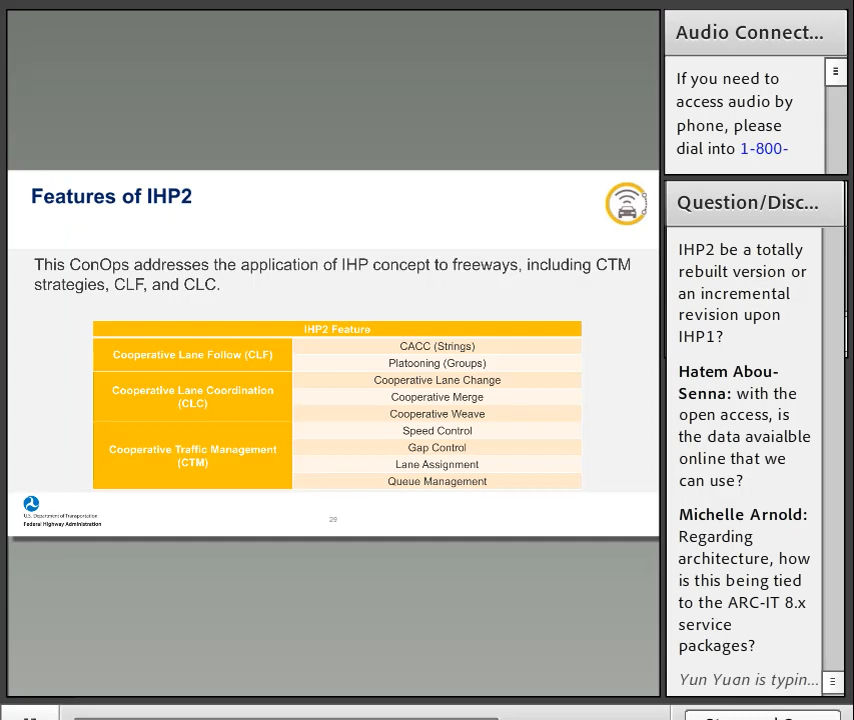 Features of IHP2
This ConOps addresses the application of IHP concept to freeways, including CTM
strategies, CLF, and CLC.
IHP2 Feature
Cooperative Lane Follow (CLF)
CACC (Strings)
Platooning (Groups)
Cooperative Lane Coordination
(CLC)
Cooperative Lane Change
Cooperative Merge
Cooperative Weave
Cooperative Traffic Management
(CTM)
Speed Control
Gap Control
Lane Assignment
Queue Management
U.S. Department of Transportation
Federal Highway Administration
29
Audio Connect...
If you need to
access audio by
phone, please
dial into 1-800-
Question/Disc...
IHP2 be a totally
rebuilt version or
an incremental
revision upon
IHP1?
Hatem Abou-
Senna: with the
open access, is
the data avaialble
online that we
can use?
Michelle Arnold:
Regarding
architecture, how
is this being tied
to the ARC-IT 8.x
service
packages?
Yun Yuan is typin...